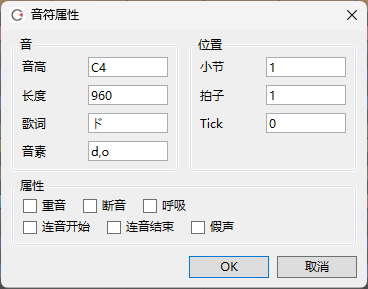 音符属性
音
音高 C4
长度 960
歌词 ド
音素 d,o
位置
小节 1
拍子 1
Tick 0
属性
重音 断音 呼吸
连音开始 连音结束 假声
OK 取消